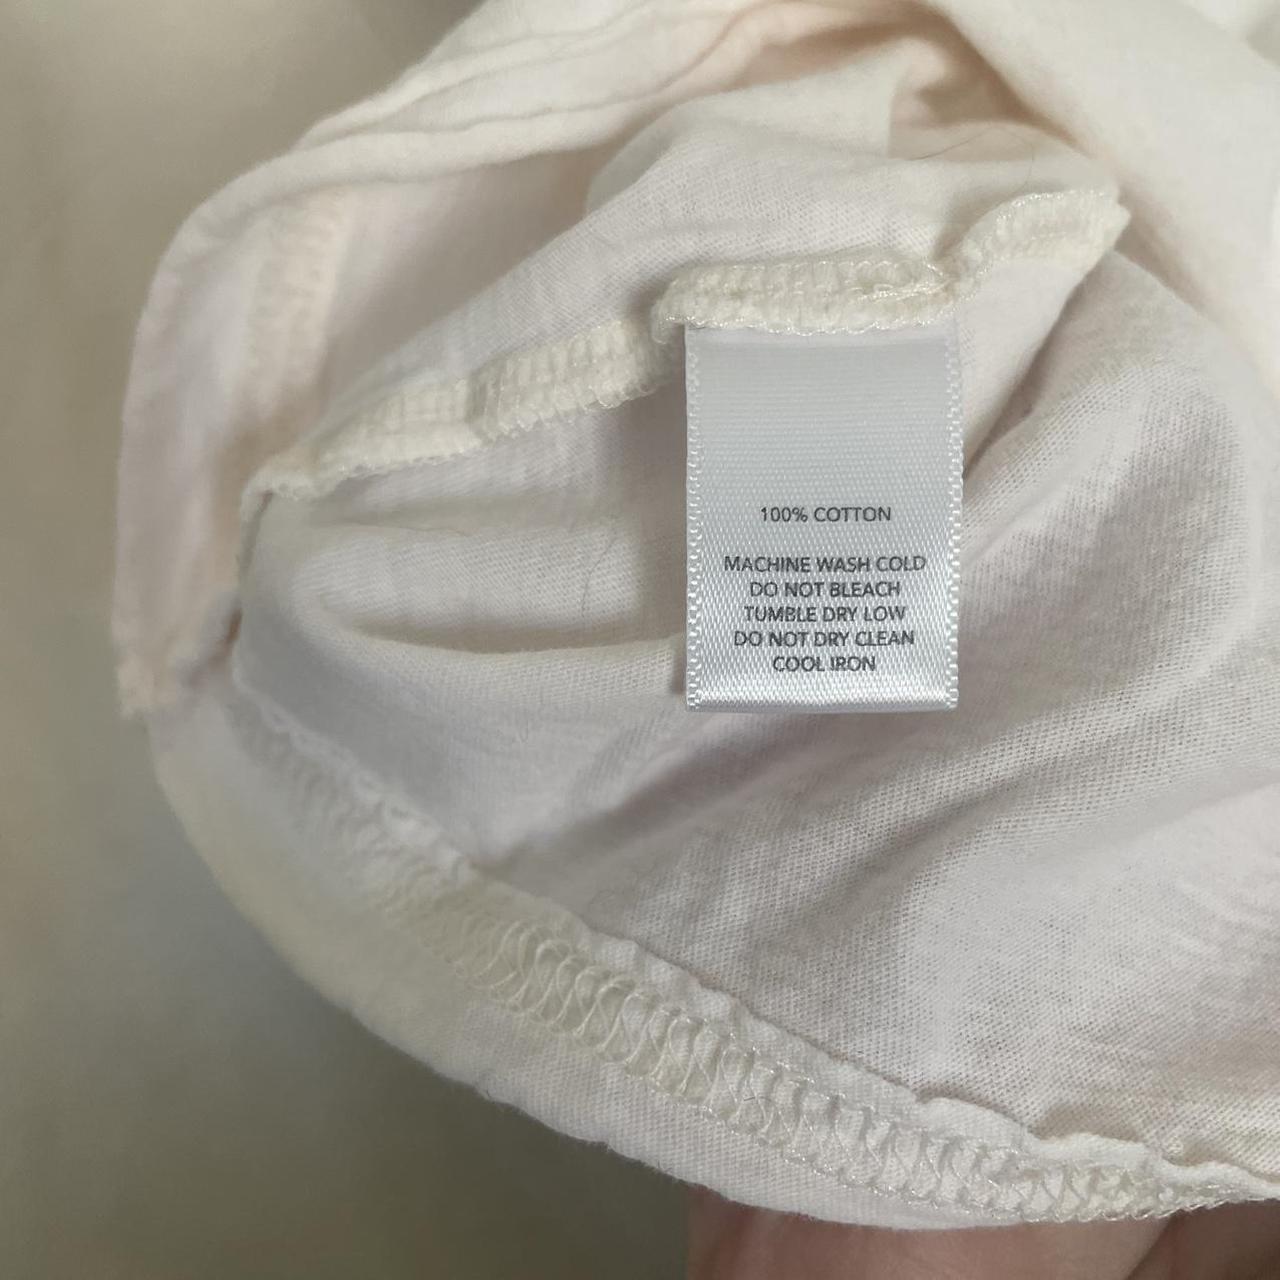 100% COTTON
MACHINE WASH COLD
DO NOT BLEACH
TUMBLE DRY LOW
DO NOT DRY CLEAN
COOL IRON